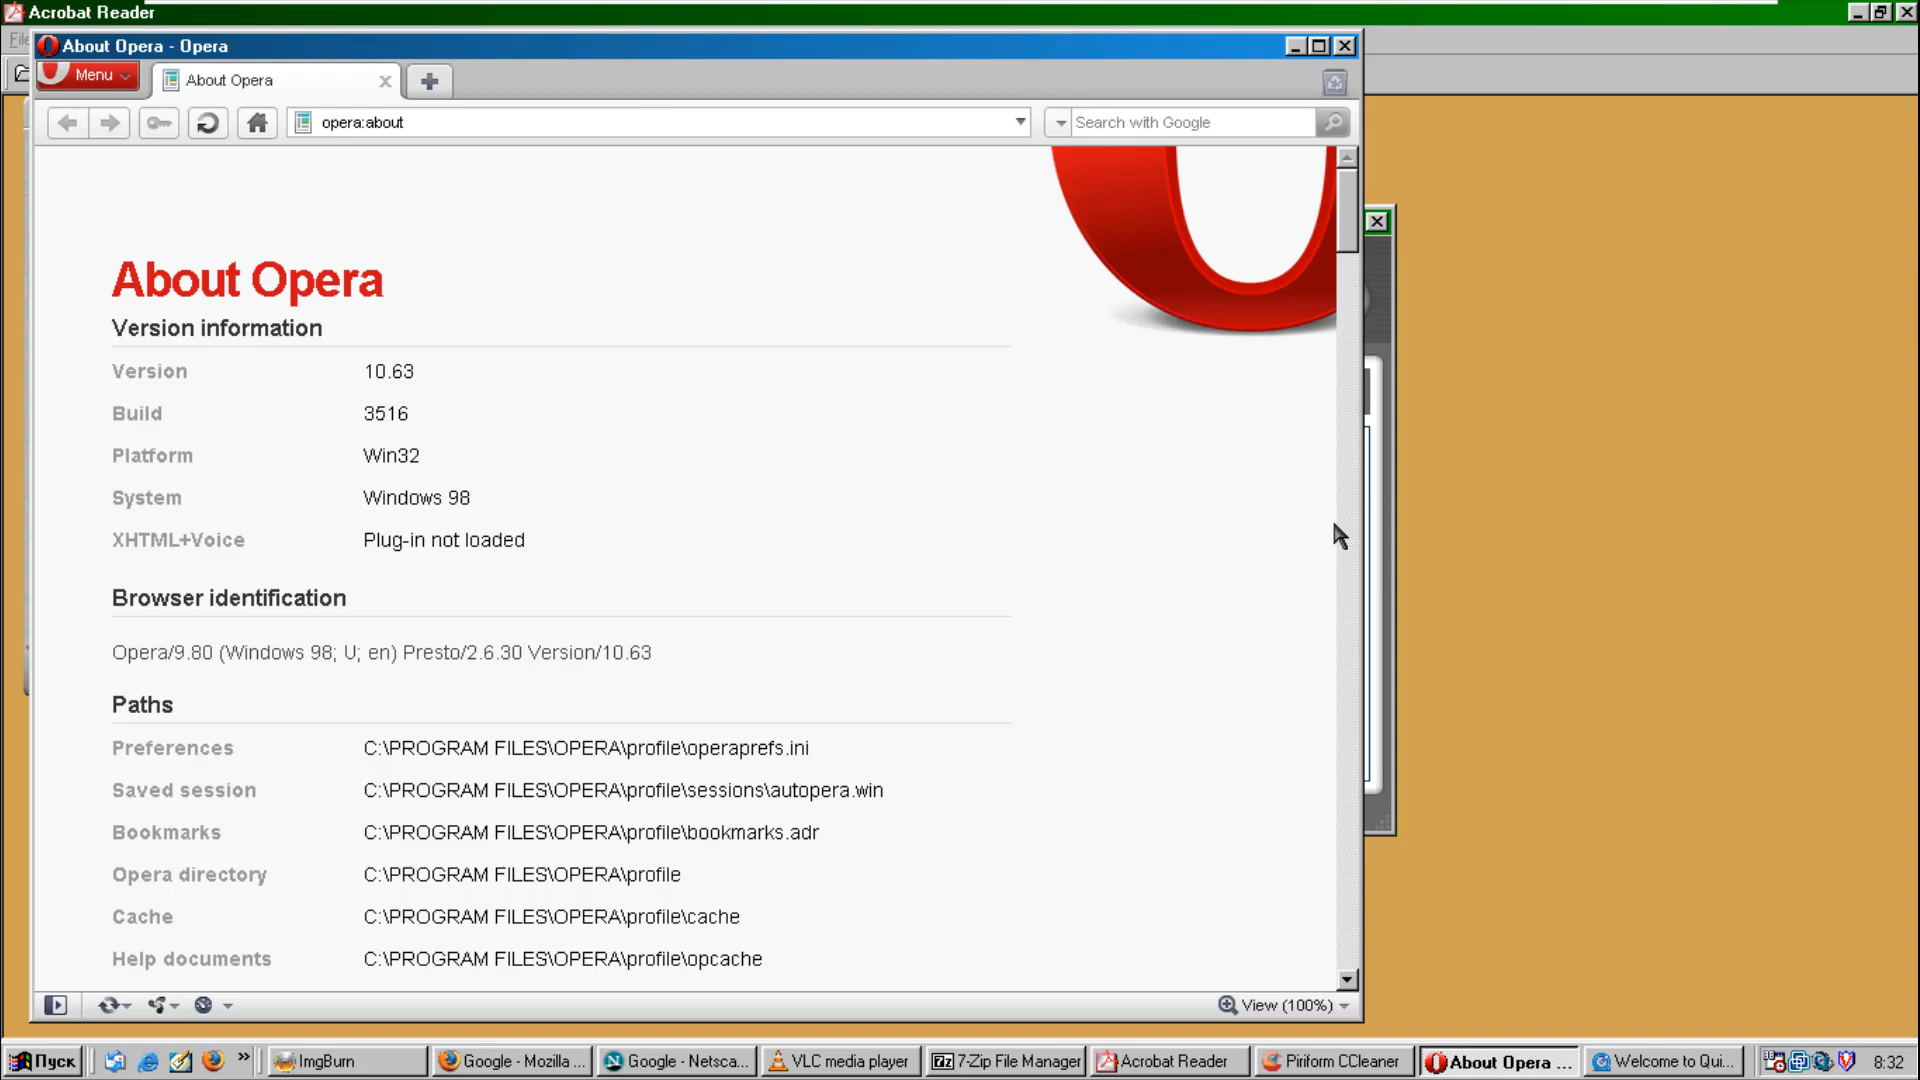 Acrobat Reader
File
About Opera - Opera
Menu
About Opera
opera:about
Search with Google
About Opera
Version information
Version 10.63
Build 3516
Platform Win32
System Windows 98
XHTML+Voice Plug-in not loaded
Browser identification
Opera/9.80 (Windows 98; U; en) Presto/2.6.30 Version/10.63
Paths
Preferences C:\PROGRAM FILES\OPERA\profile\operaprefs.ini
Saved session C:\PROGRAM FILES\OPERA\profile\sessions\autopera.win
Bookmarks C:\PROGRAM FILES\OPERA\profile\bookmarks.adr
Opera directory C:\PROGRAM FILES\OPERA\profile
Cache C:\PROGRAM FILES\OPERA\profile\cache
Help documents C:\PROGRAM FILES\OPERA\profile\opcache
View (100%)
Пуск ImgBurn Google - Mozilla ... Google - Netsca... VLC media player 7-Zip File Manager Acrobat Reader Piriform CCleaner About Opera ... Welcome to Qui... 8:32